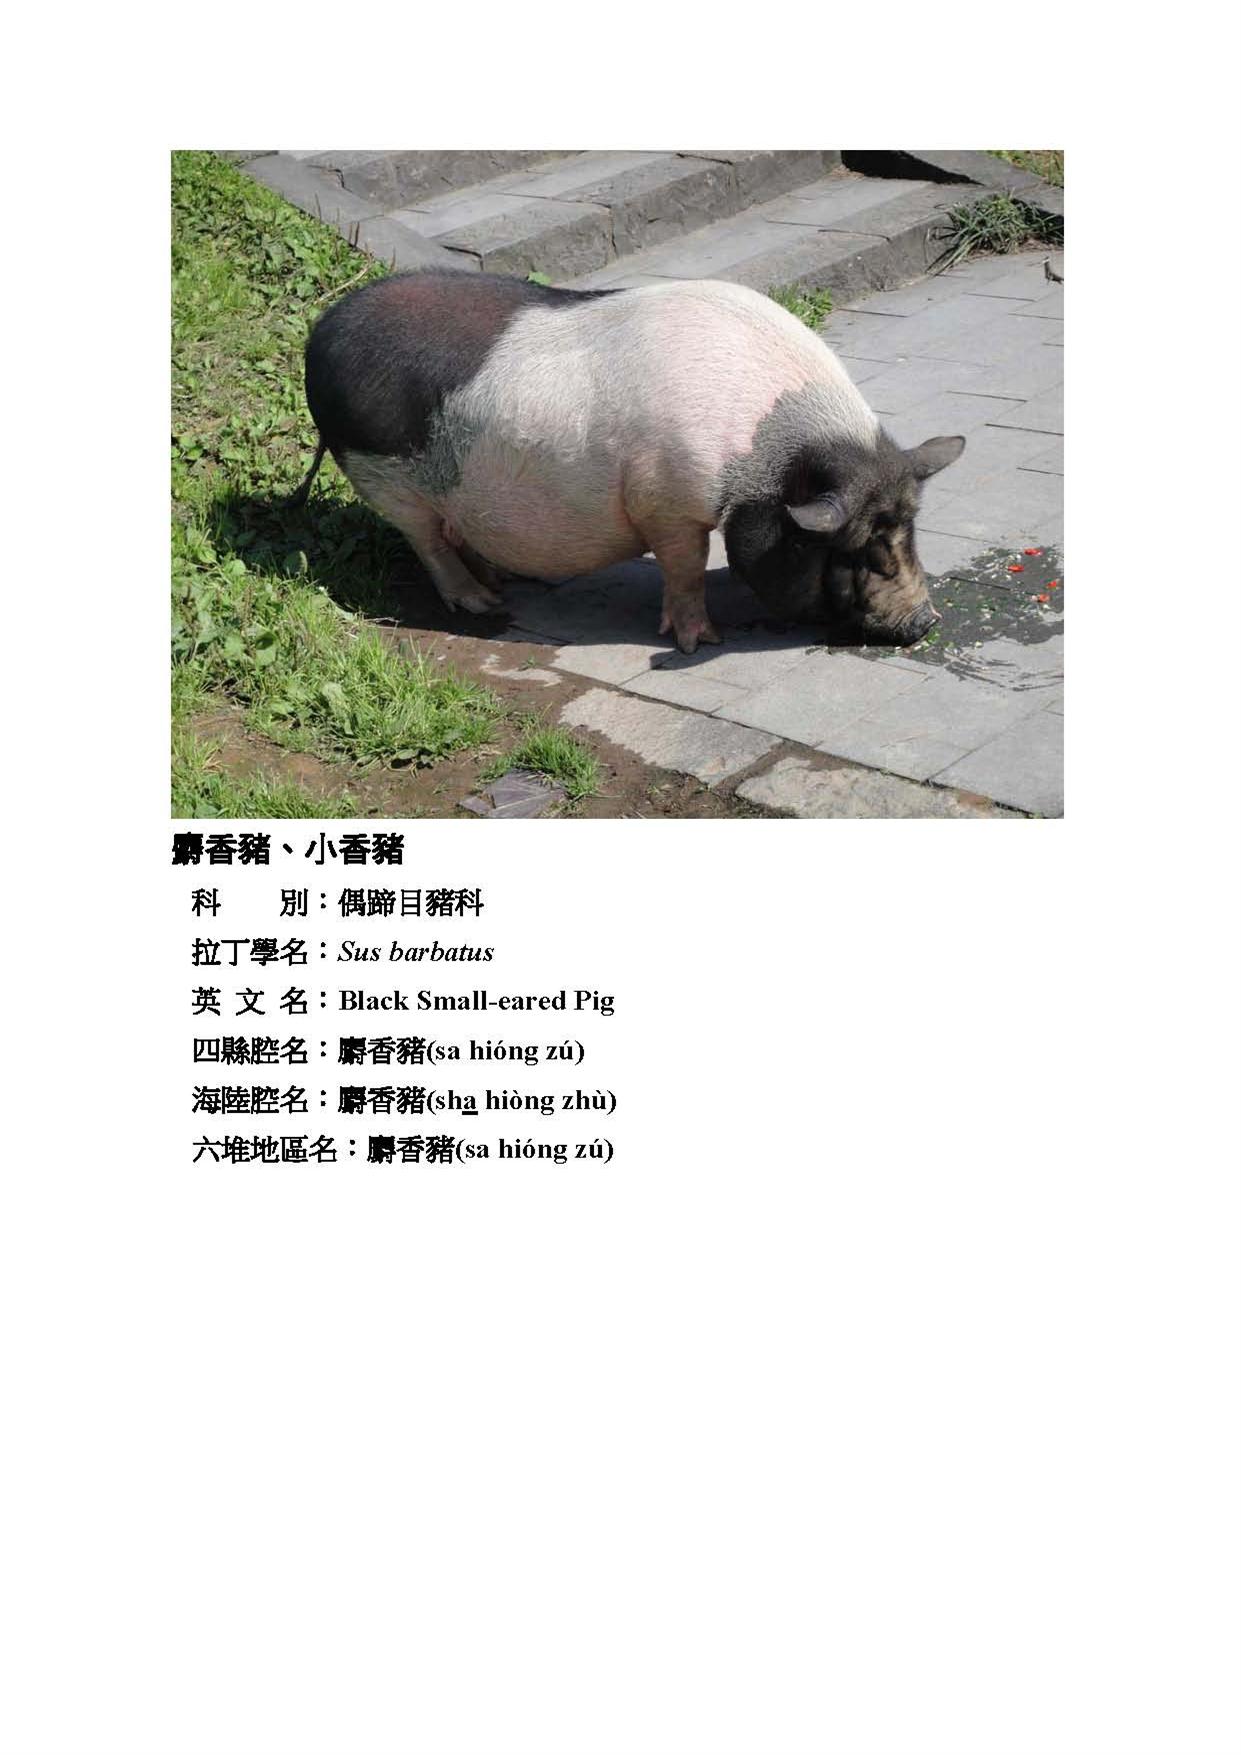 麝香豬、小香豬
科　　別：偶蹄目豬科
拉丁學名：Sus barbatus
英 文 名：Black Small-eared Pig
四縣腔名：麝香豬(sa hióng zú)
海陸腔名：麝香豬(sha hiòng zhù)
六堆地區名：麝香豬(sa hióng zú)